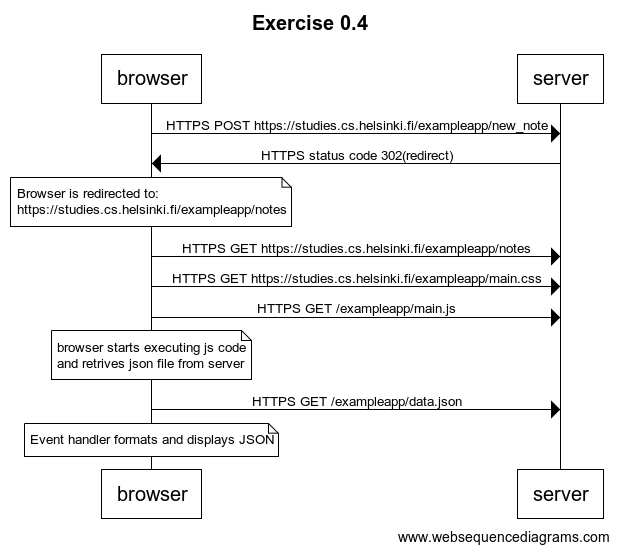 Exercise 0.4
browser
server
HTTPS POST https://studies.cs.helsinki.fi/exampleapp/new_note
HTTPS status code 302(redirect)
Browser is redirected to:
https://studies.cs.helsinki.fi/exampleapp/notes
HTTPS GET https://studies.cs.helsinki.fi/exampleapp/notes
HTTPS GET https://studies.cs.helsinki.fi/exampleapp/main.css
HTTPS GET /exampleapp/main.js
browser starts executing js code
and retrives json file from server
HTTPS GET /exampleapp/data.json
Event handler formats and displays JSON
browser
server
www.websequencediagrams.com